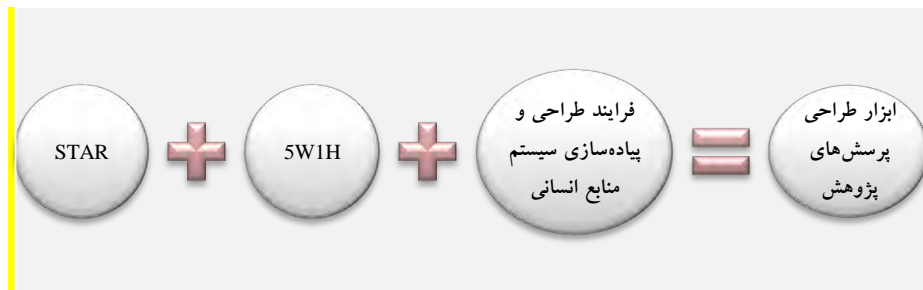 STAR
5W1H
فرایند طراحی و
پیاده‌سازی سیستم
منابع انسانی
ابزار طراحی
پرسش‌های
پژوهش